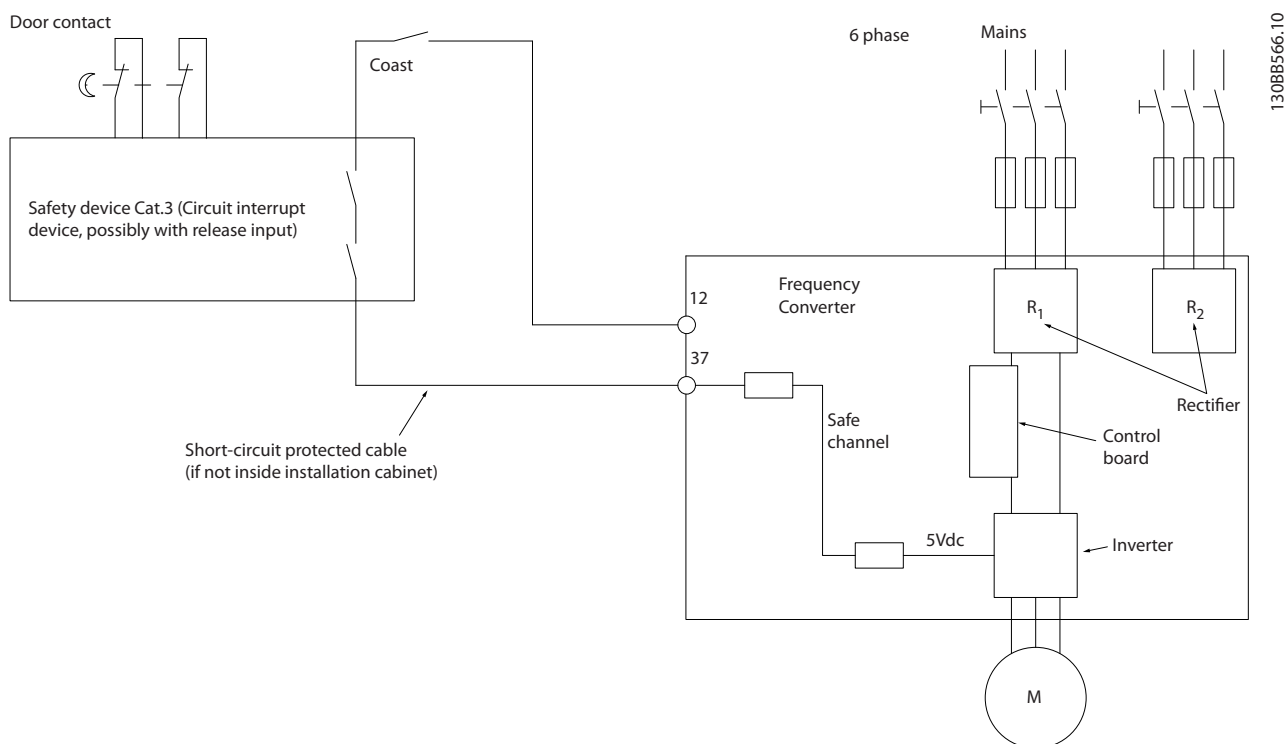 Door contact
Coast
6 phase
Mains
130BB566.10
Safety device Cat.3 (Circuit interrupt
device, possibly with release input)
12
Frequency
Converter
R1
R2
37
Rectifier
Safe
channel
Control
board
Short-circuit protected cable
(if not inside installation cabinet)
5Vdc
Inverter
M